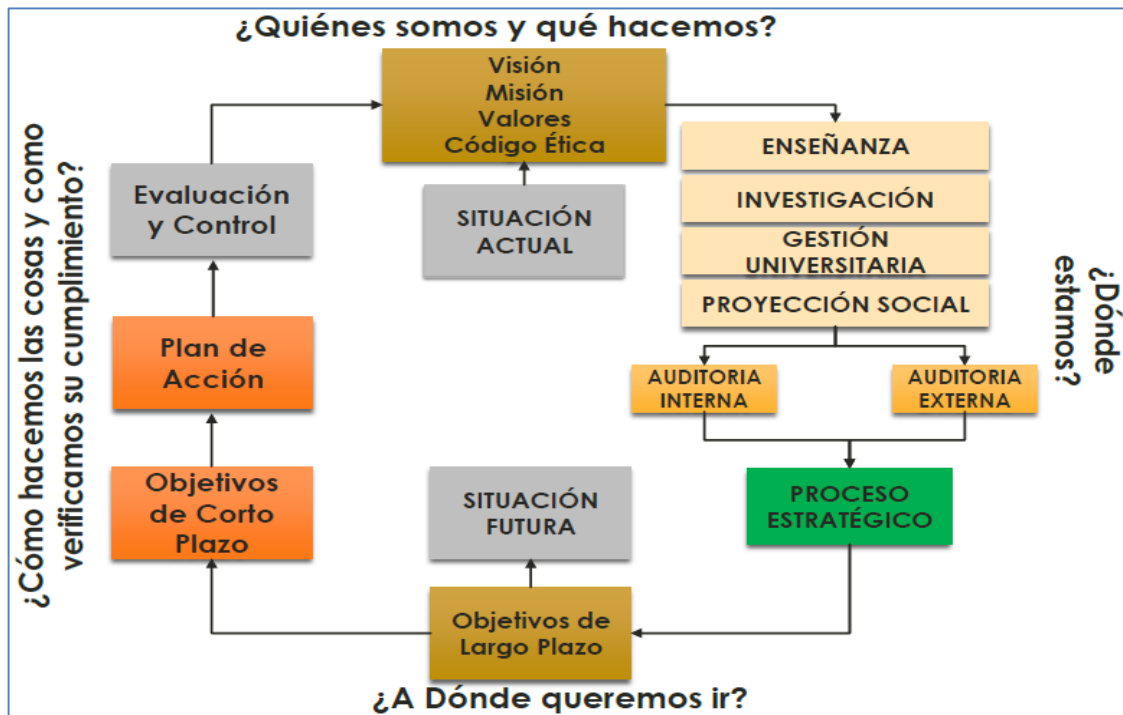 ¿Quiénes somos y qué hacemos?
Visión
Misión
Valores
Código Ética
ENSEÑANZA
INVESTIGACIÓN
GESTIÓN
UNIVERSITARIA
PROYECCIÓN SOCIAL
¿Dónde
estamos?
SITUACIÓN
ACTUAL
AUDITORIA
INTERNA
AUDITORIA
EXTERNA
PROCESO
ESTRATÉGICO
SITUACIÓN
FUTURA
Objetivos de
Largo Plazo
¿A Dónde queremos ir?
Objetivos
de Corto
Plazo
Plan de
Acción
Evaluación
y Control
¿Cómo hacemos las cosas y como
verificamos su cumplimiento?